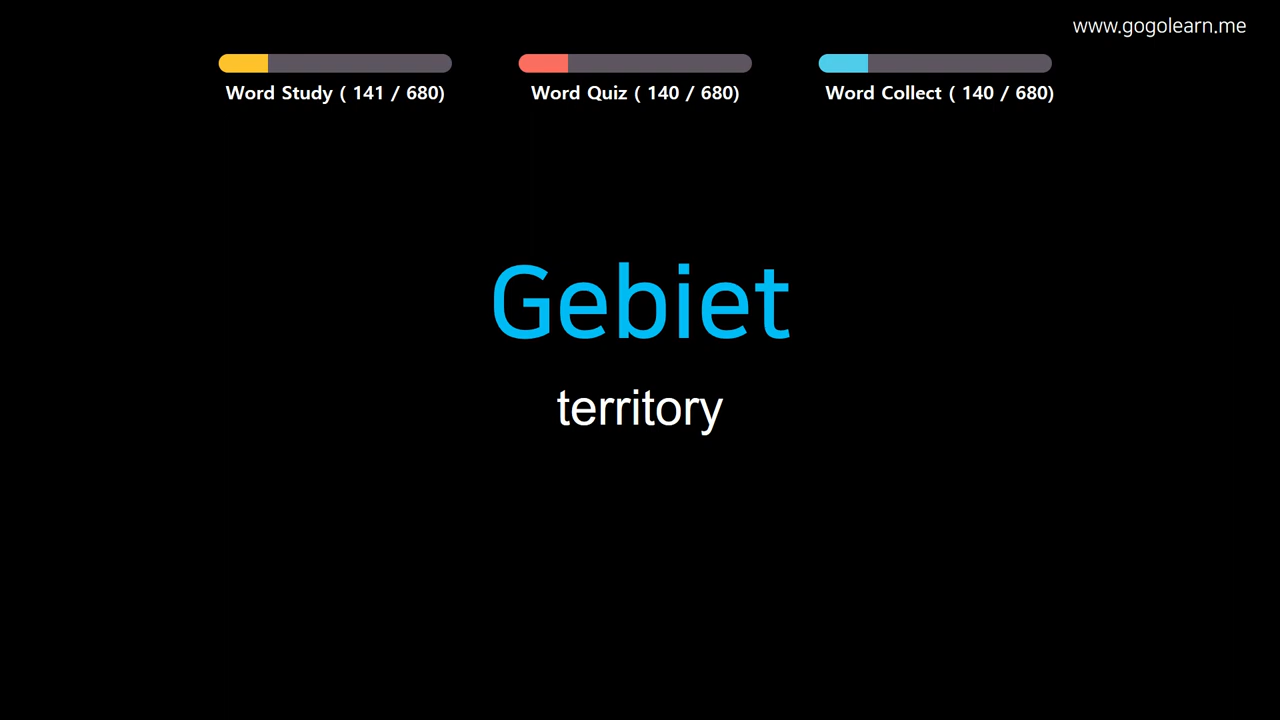 www.gogolearn.me
Word Study ( 141 / 680)
Word Quiz ( 140 / 680)
Word Collect ( 140 / 680)
Gebiet
territory